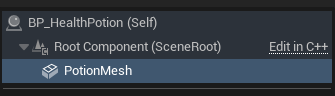 BP_HealthPotion (Self)
Root Component (SceneRoot) Edit in C++
PotionMesh